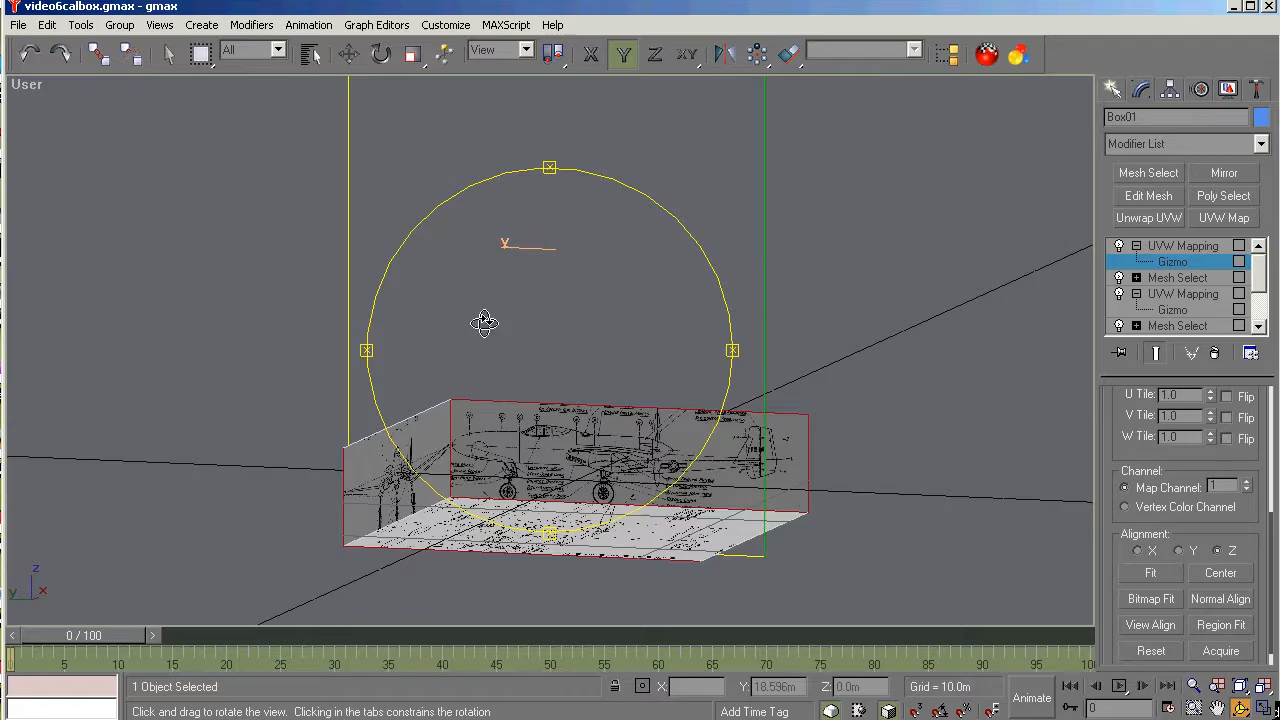 video6calbox.gmax - gmax
File Edit Tools Group Views Create Modifiers Animation Graph Editors Customize MAXScript Help
All View X Y Z XY
User
y
z
y x
Box01
Modifier List
Mesh Select Mirror
Edit Mesh Poly Select
Unwrap UVW UVW Map
UVW Mapping
Gizmo
Mesh Select
UVW Mapping
Gizmo
Mesh Select
U Tile: 1.0 Flip
V Tile: 1.0 Flip
W Tile: 1.0 Flip
Channel:
Map Channel: 1
Vertex Color Channel
Alignment:
X Y Z
Fit Center
Bitmap Fit Normal Align
View Align Region Fit
Reset Acquire
< 0 / 100 >
5 10 15 20 25 30 35 40 45 50 55 60 65 70 75 80 85 90 95 100
1 Object Selected X: Y: 18.596m Z: 0.0m Grid = 10.0m
Animate
0
Click and drag to rotate the view. Clicking in the tabs constrains the rotation
Add Time Tag